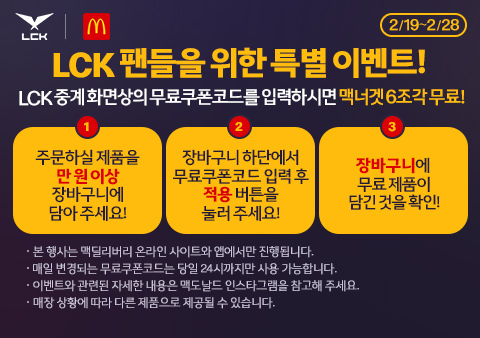 LCK
M
2/19~2/28
LCK 팬들을 위한 특별 이벤트!
LCK 중계 화면상의 무료쿠폰코드를 입력하시면 맥너겟 6조각 무료!
1
주문하실 제품을
만 원 이상
장바구니에
담아 주세요!
2
장바구니 하단에서
무료쿠폰코드 입력 후
적용 버튼을
눌러 주세요!
3
장바구니에
무료 제품이
담긴 것을 확인!
· 본 행사는 맥딜리버리 온라인 사이트와 앱에서만 진행됩니다.
· 매일 변경되는 무료쿠폰코드는 당일 24시까지만 사용 가능합니다.
· 이벤트와 관련된 자세한 내용은 맥도날드 인스타그램을 참고해 주세요.
· 매장 상황에 따라 다른 제품으로 제공될 수 있습니다.